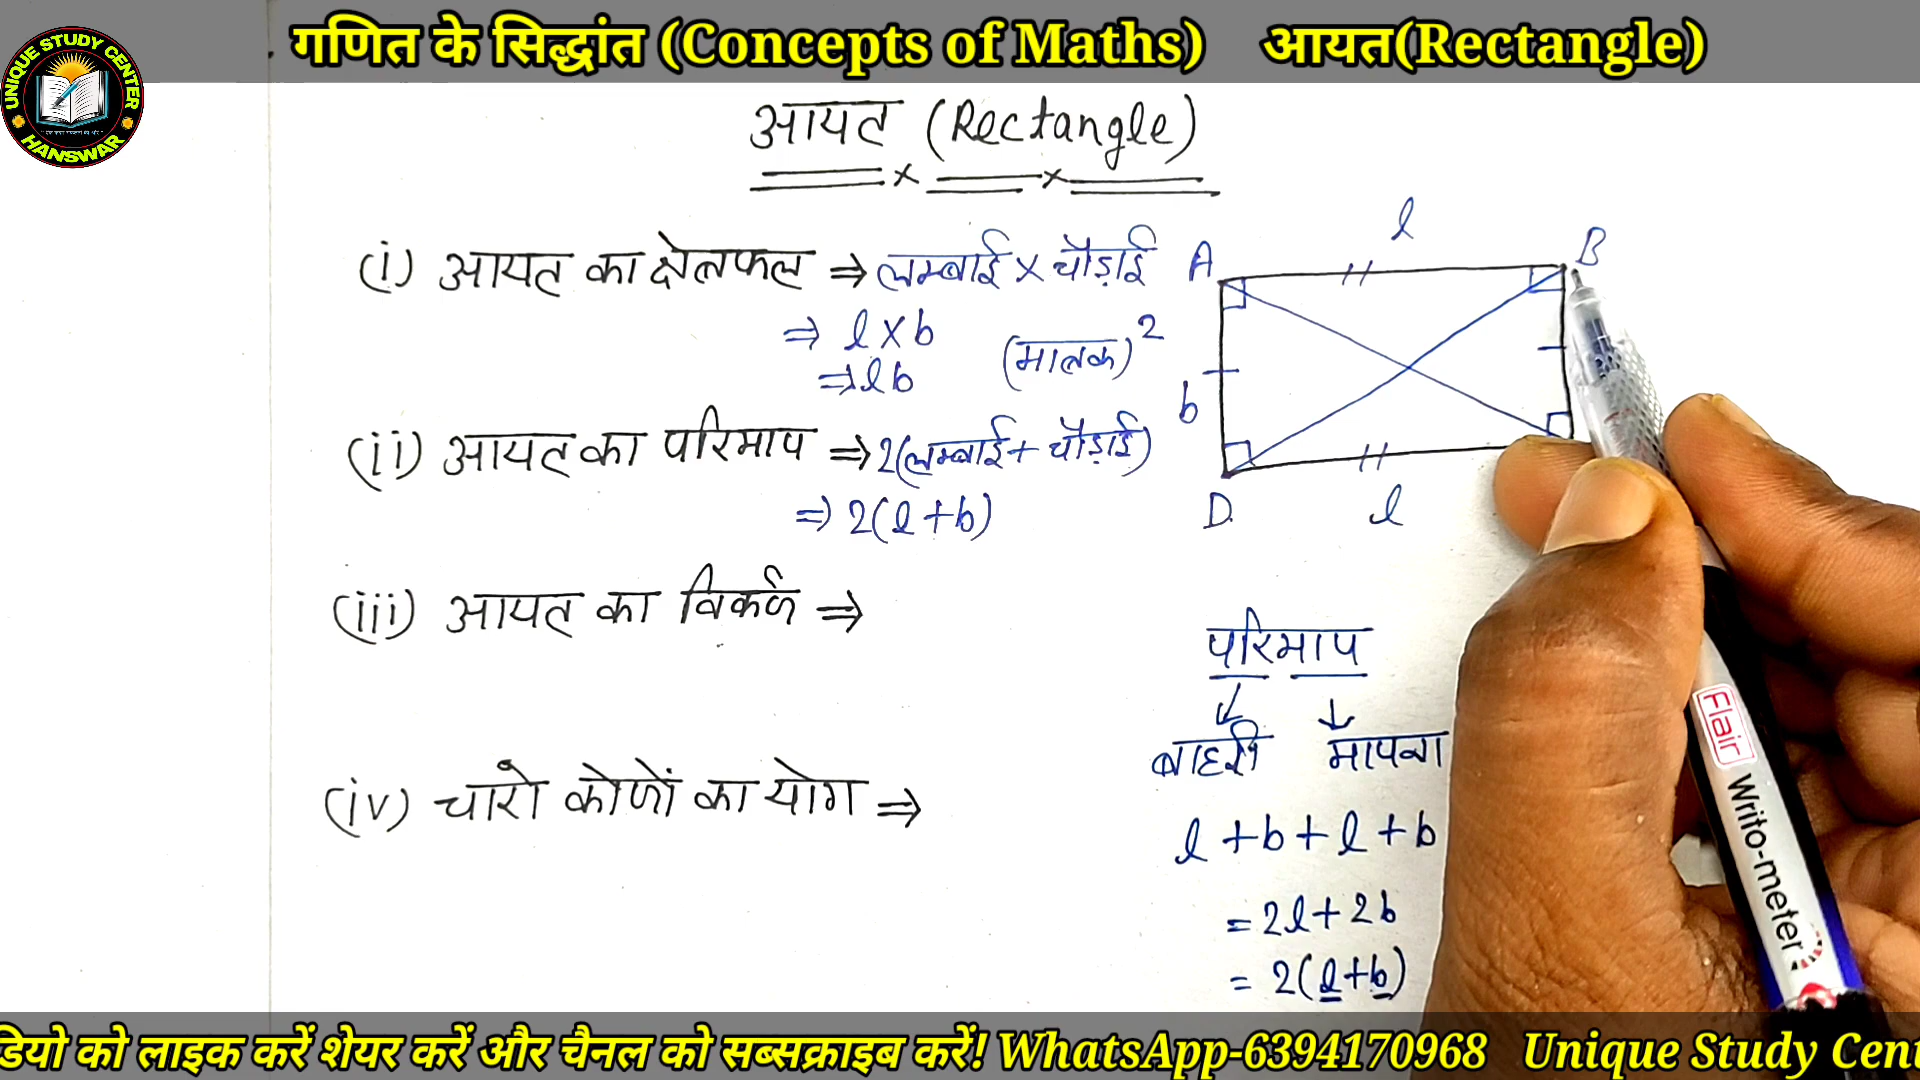 गणित के सिद्धांत (Concepts of Maths) आयत(Rectangle)
UNIQUE STUDY CENTER
HANSWAR
आयत (Rectangle)
(i) आयत का क्षेत्रफल ⇒ लम्बाई × चौड़ाई
⇒ l × b (मात्रक)²
⇒ lb
(ii) आयत का परिमाप ⇒ 2(लम्बाई + चौड़ाई)
⇒ 2(l+b)
(iii) आयत का विकर्ण ⇒
(iv) चारो कोणों का योग ⇒
l
A B
b
D l
परिमाप
बाहरी मापना
l + b + l + b
= 2l + 2b
= 2(l+b)
Flair Writo-meter
डियो को लाइक करें शेयर करें और चैनल को सब्सक्राइब करें! WhatsApp-6394170968 Unique Study Cent